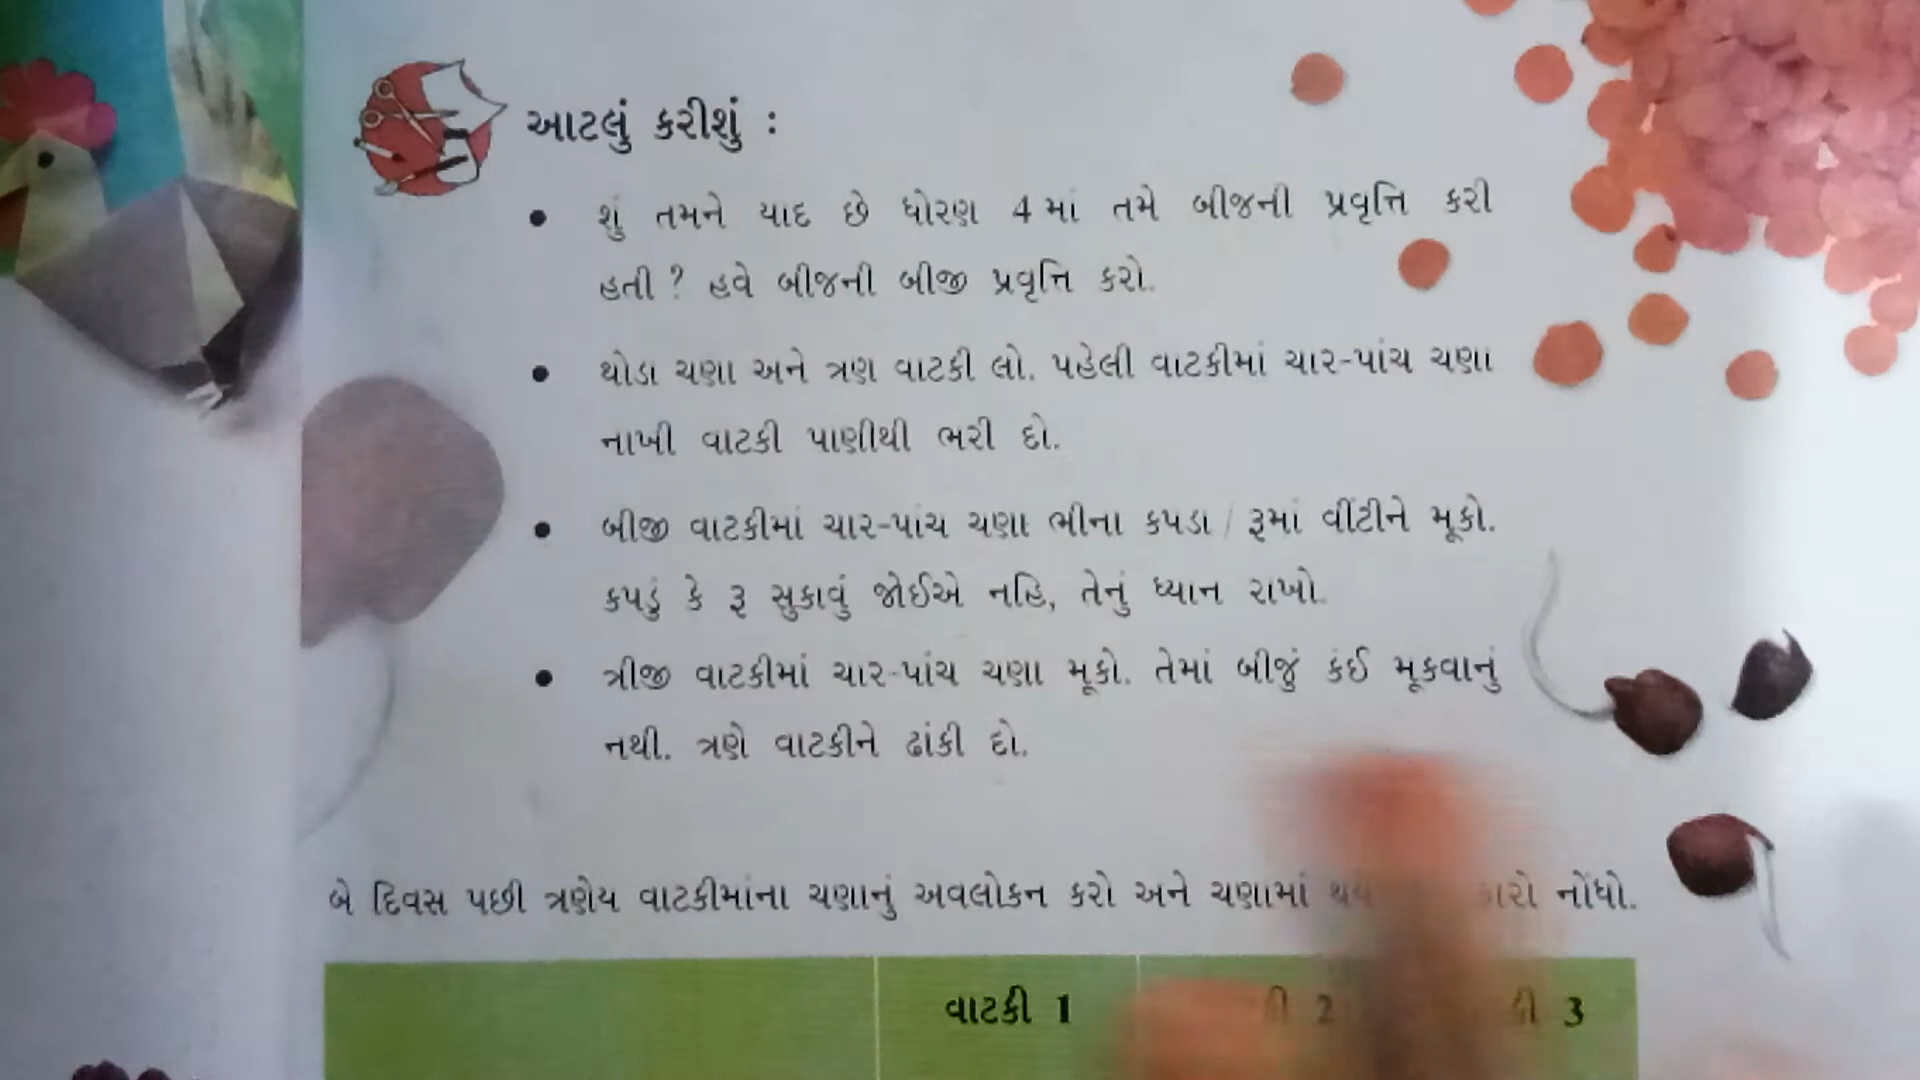 આટલું કરીશું :
• શું તમને યાદ છે ધોરણ 4 માં તમે બીજની પ્રવૃત્તિ કરી
હતી ? હવે બીજની બીજી પ્રવૃત્તિ કરો.
• થોડા ચણા અને ત્રણ વાટકી લો. પહેલી વાટકીમાં ચાર-પાંચ ચણા
નાખી વાટકી પાણીથી ભરી દો.
• બીજી વાટકીમાં ચાર-પાંચ ચણા ભીના કપડા / રૂમાં વીંટીને મૂકો.
કપડું કે રૂ સુકાવું જોઈએ નહિ, તેનું ધ્યાન રાખો.
• ત્રીજી વાટકીમાં ચાર-પાંચ ચણા મૂકો. તેમાં બીજું કંઈ મૂકવાનું
નથી. ત્રણે વાટકીને ઢાંકી દો.
બે દિવસ પછી ત્રણેય વાટકીમાંના ચણાનું અવલોકન કરો અને ચણામાં નોંધો.
વાટકી 1 2 3